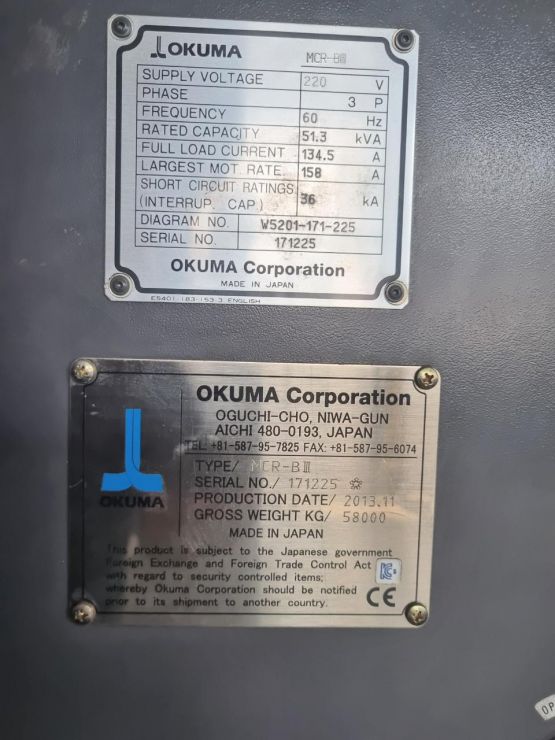 OKUMA MCR-BⅢ
SUPPLY VOLTAGE 220 V
PHASE 3 P
FREQUENCY 60 Hz
RATED CAPACITY 51.3 kVA
FULL LOAD CURRENT 134.5 A
LARGEST MOT. RATE 158 A
SHORT CIRCUIT RATINGS
(INTERRUP. CAP.) 36 kA
DIAGRAM NO. W5201-171-225
SERIAL NO. 171225
OKUMA Corporation
MADE IN JAPAN
E5401-183-153-3 ENGLISH
OKUMA
OKUMA Corporation
OGUCHI-CHO, NIWA-GUN
AICHI 480-0193, JAPAN
TEL: +81-587-95-7825 FAX: +81-587-95-6074
TYPE/ MCR-BⅢ
SERIAL NO./ 171225 ※
PRODUCTION DATE/ 2013.11
GROSS WEIGHT KG/ 58000
MADE IN JAPAN
This product is subject to the Japanese government
Foreign Exchange and Foreign Trade Control Act
with regard to security controlled items;
whereby Okuma Corporation should be notified
prior to its shipment to another country.
CE
OP